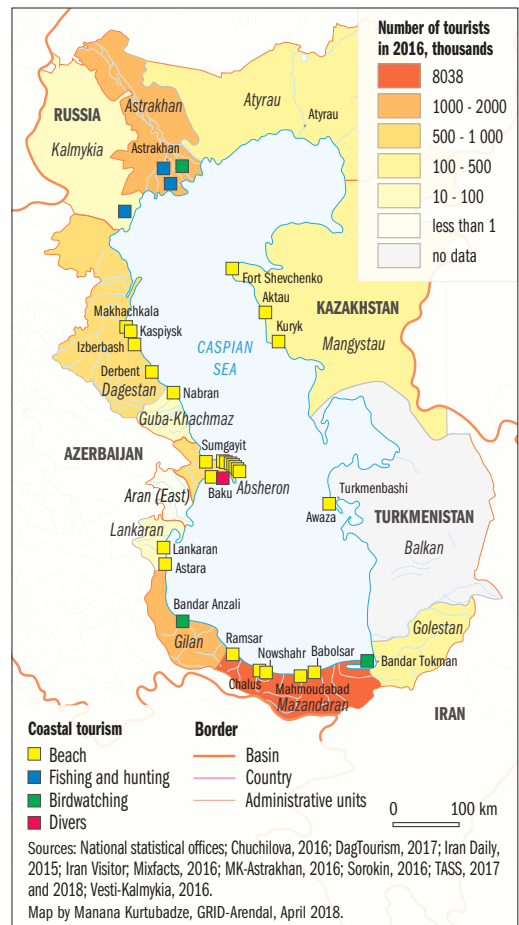 Number of tourists
in 2016, thousands
8038
1000 - 2000
500 - 1 000
100 - 500
10 - 100
less than 1
no data
RUSSIA
Astrakhan
Atyrau
Atyrau
Kalmykia
Astrakhan
Fort Shevchenko
Aktau
KAZAKHSTAN
Makhachkala
Kaspiysk
Kuryk
Izberbash
CASPIAN
SEA
Mangystau
Derbent
Dagestan
Nabran
Guba-Khachmaz
AZERBAIJAN
Sumgayit
Aran (East)
Baku
Absheron
Turkmenbashi
Awaza
TURKMENISTAN
Lankaran
Balkan
Lankaran
Astara
Bandar Anzali
Golestan
Gilan
Ramsar
Nowshahr
Babolsar
Bandar Tokman
Chalus
Mahmoudabad
Mazandaran
IRAN
Coastal tourism
Beach
Fishing and hunting
Birdwatching
Divers
Border
Basin
Country
Administrative units
0 100 km
Sources: National statistical offices; Chuchilova, 2016; DagTourism, 2017; Iran Daily,
2015; Iran Visitor; Mixfacts, 2016; MK-Astrakhan, 2016; Sorokin, 2016; TASS, 2017
and 2018; Vesti-Kalmykia, 2016.
Map by Manana Kurtubadze, GRID-Arendal, April 2018.